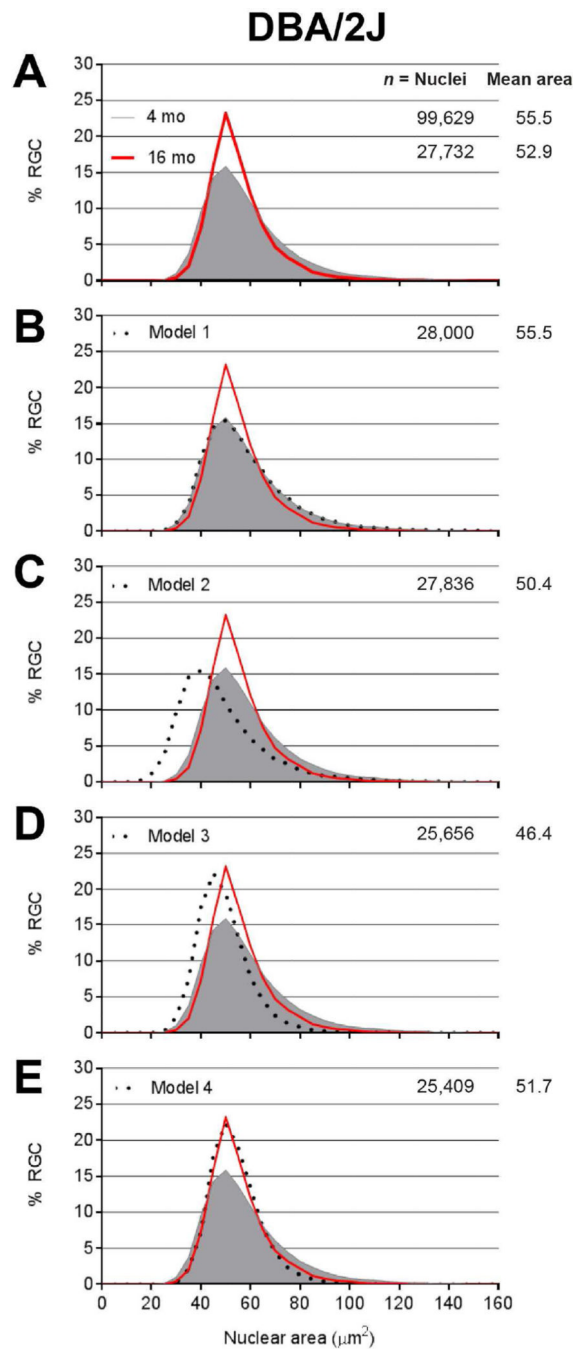 DBA/2J
A
n = Nuclei Mean area
4 mo 99,629 55.5
16 mo 27,732 52.9
% RGC
30
25
20
15
10
5
0
B
Model 1 28,000 55.5
% RGC
30
25
20
15
10
5
0
C
Model 2 27,836 50.4
% RGC
30
25
20
15
10
5
0
D
Model 3 25,656 46.4
% RGC
30
25
20
15
10
5
0
E
Model 4 25,409 51.7
% RGC
30
25
20
15
10
5
0
0 20 40 60 80 100 120 140 160
Nuclear area (μm²)